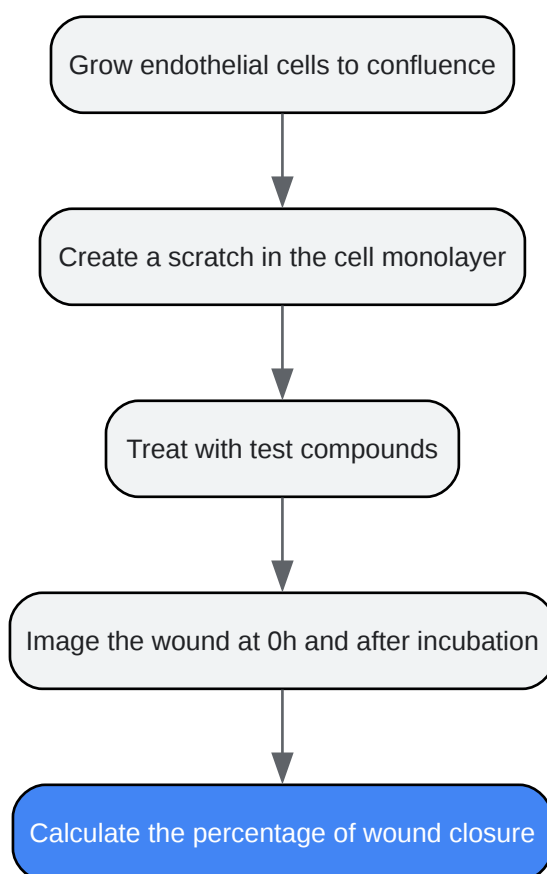 Grow endothelial cells to confluence
Create a scratch in the cell monolayer
Treat with test compounds
Image the wound at 0h and after incubation
Calculate the percentage of wound closure